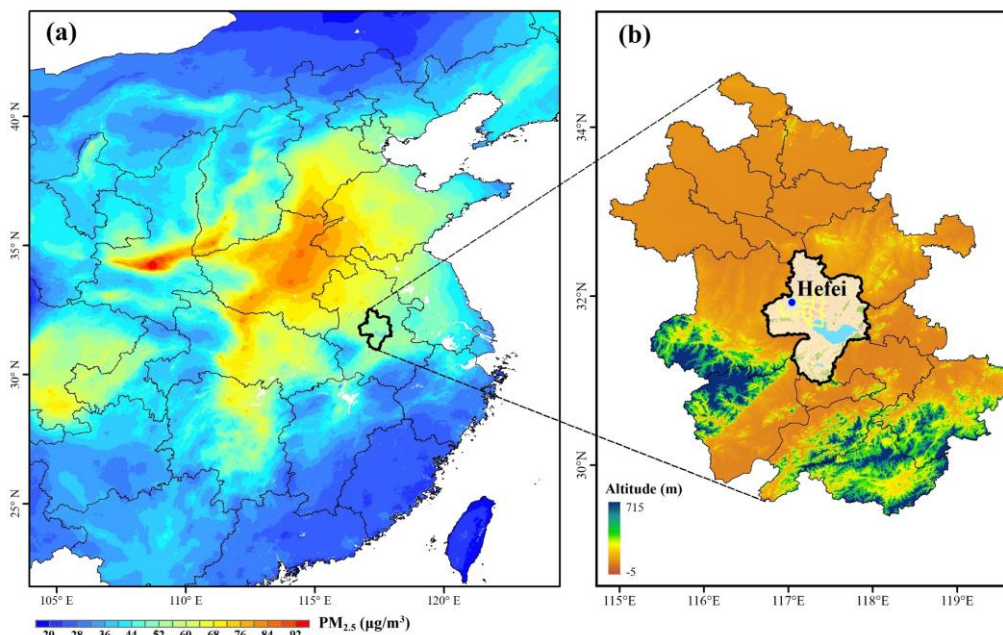 (a)
40° N
35° N
30° N
25° N
105° E 110° E 115° E 120° E
20 28 36 44 52 60 68 76 84 92 PM2.5 (µg/m³)
(b)
34°N
32°N
30°N
Hefei
Altitude (m)
715
-5
115°E 116°E 117°E 118°E 119°E